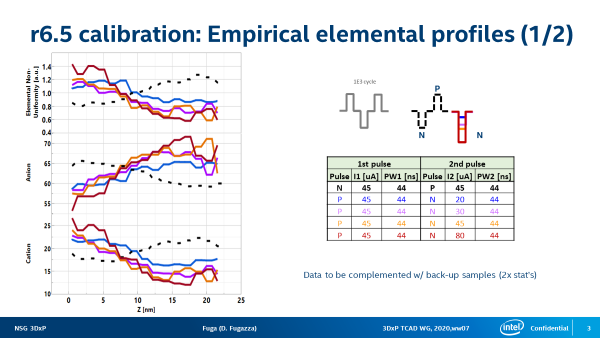 r6.5 calibration: Empirical elemental profiles (1/2)
Elemental Non-
Uniformity [a.u.]
1.4
1.2
1.0
0.8
0.6
0.4
Anion
70
65
60
55
Cation
25
20
15
10
0 5 10 15 20 25
Z [nm]
1E3 cycle
P
N
N
1st pulse 2nd pulse
Pulse I1 [uA] PW1 [ns] Pulse I2 [uA] PW2 [ns]
N 45 44 P 45 44
P 45 44 N 20 44
P 45 44 N 30 44
P 45 44 N 45 44
P 45 44 N 80 44
Data to be complemented w/ back-up samples (2x stat's)
NSG 3DxP Fuga (D. Fugazza) 3DxP TCAD WG, 2020,ww07 intel Confidential 3